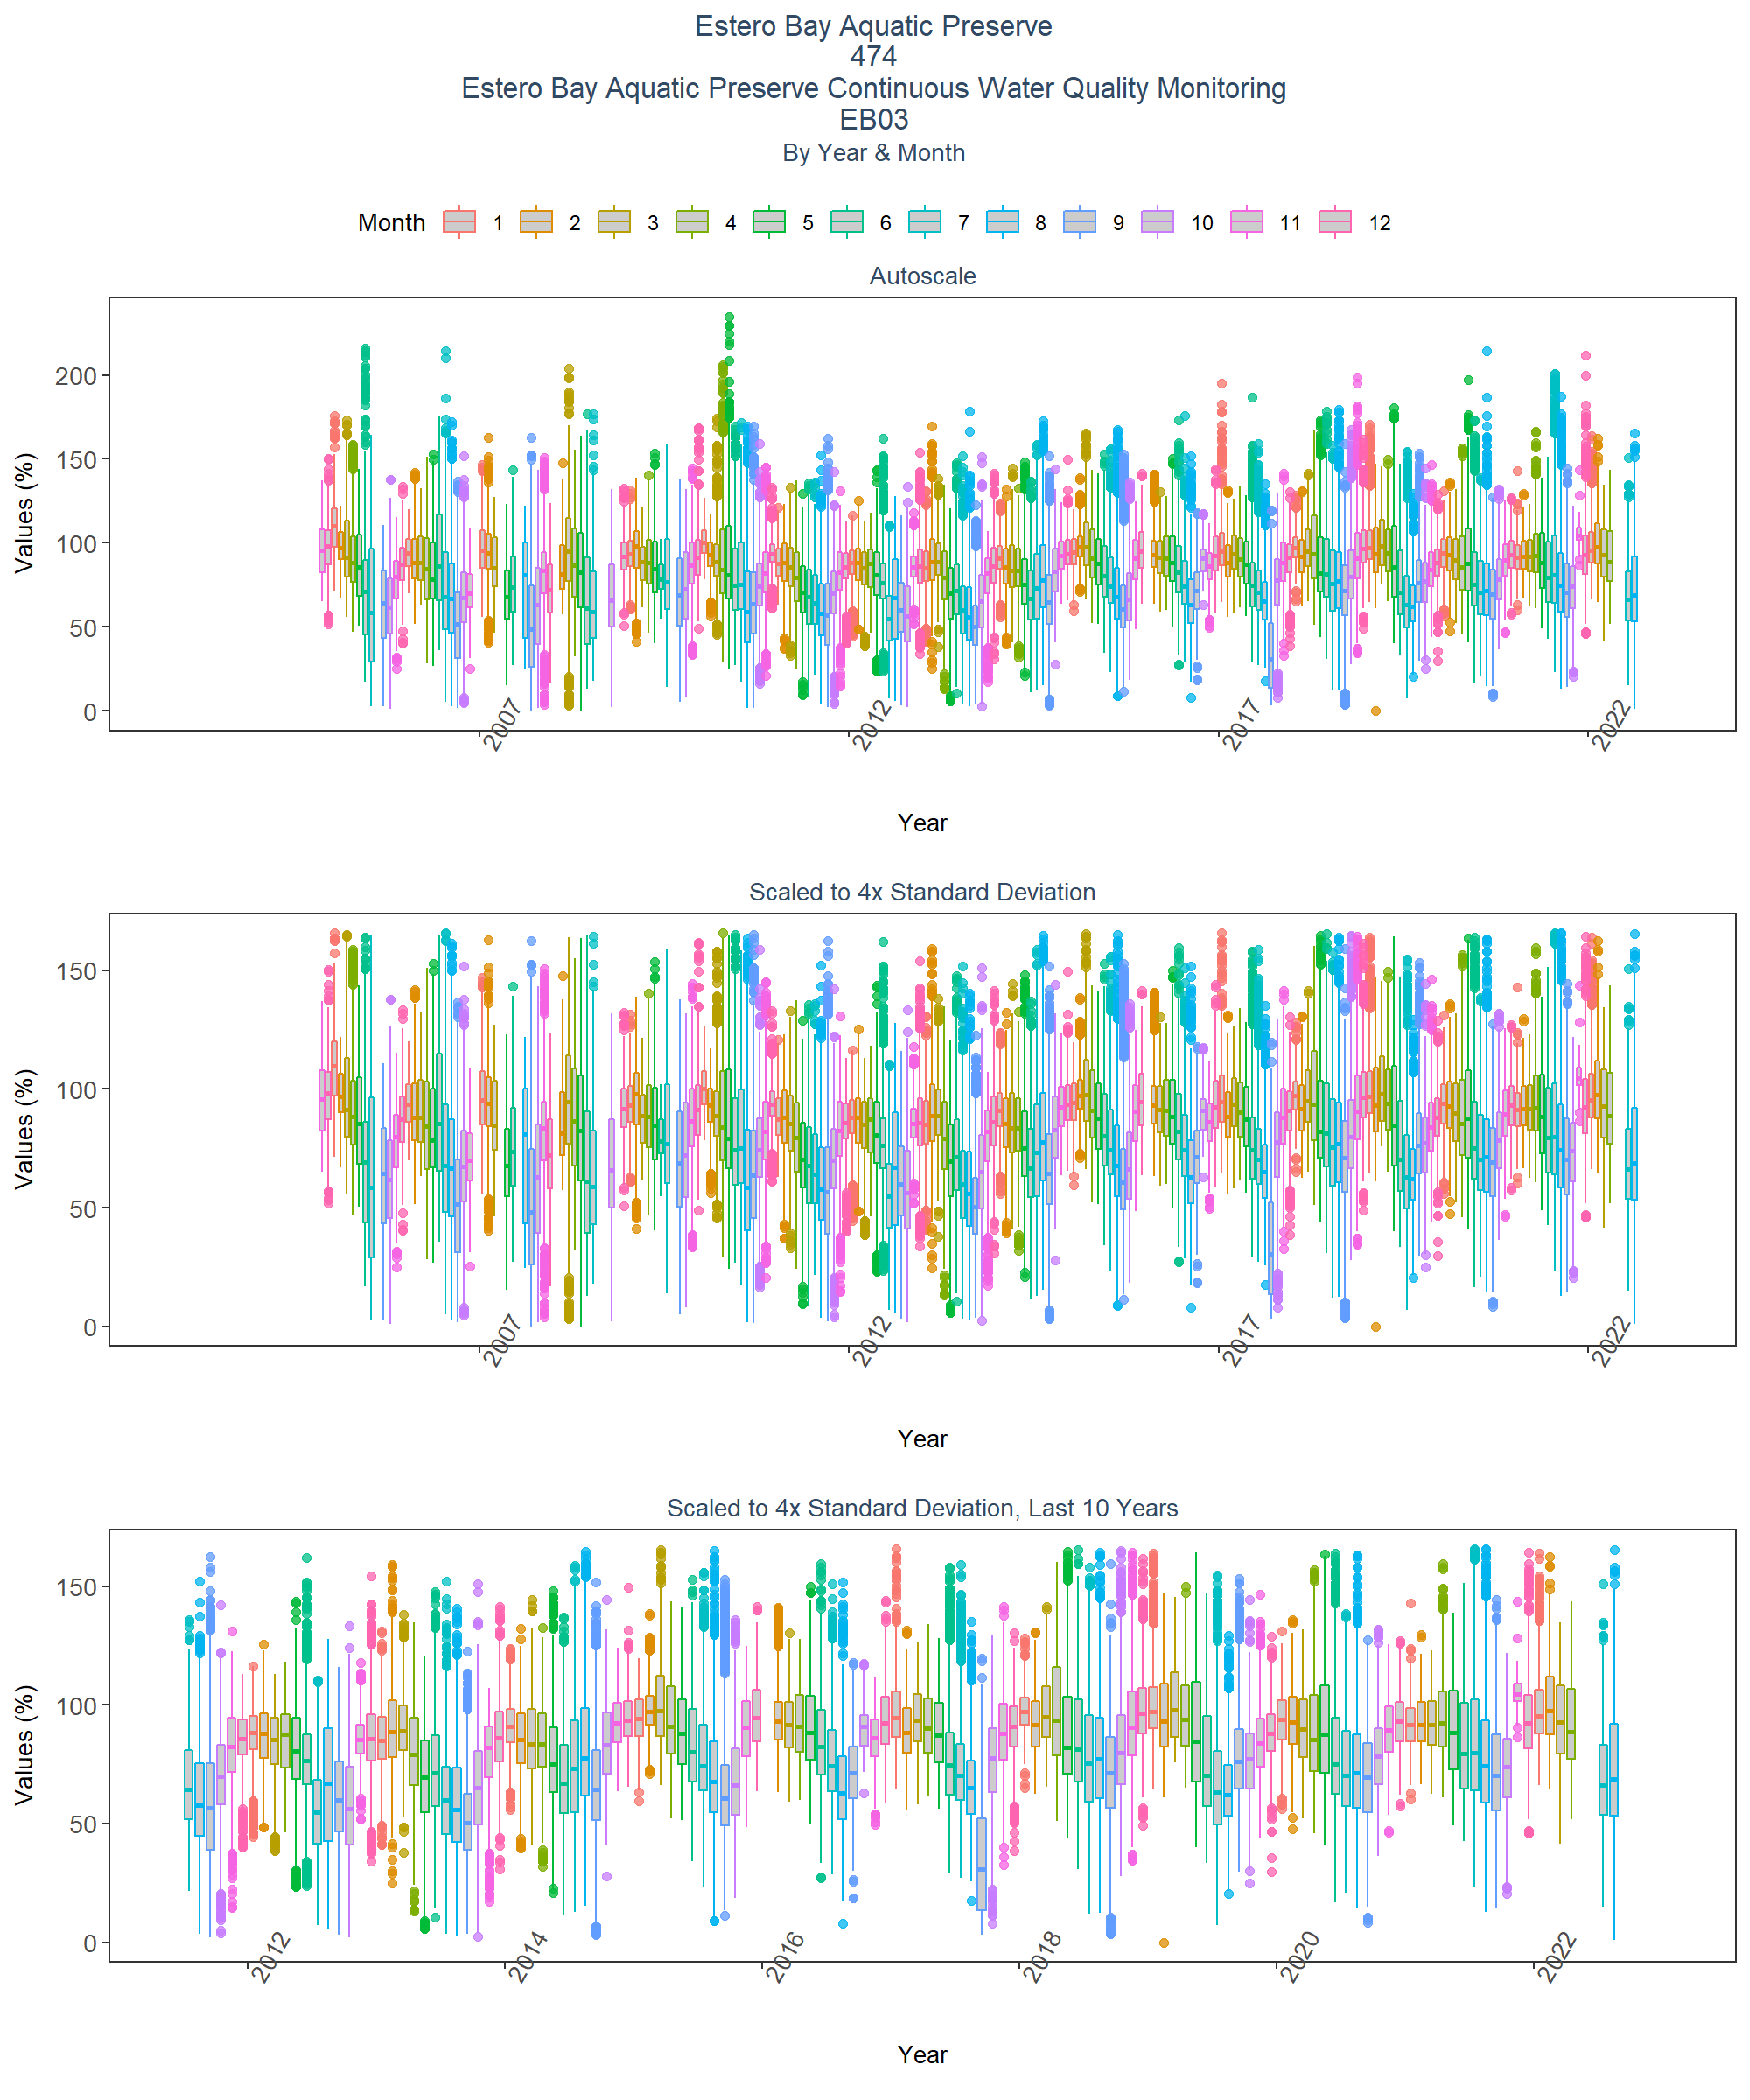 Estero Bay Aquatic Preserve
474
Estero Bay Aquatic Preserve Continuous Water Quality Monitoring
EB03
By Year & Month
Month 1 2 3 4 5 6 7 8 9 10 11 12
Autoscale
Values (%)
200
150
100
50
0
2007 2012 2017 2022
Year
Scaled to 4x Standard Deviation
Values (%)
150
100
50
0
2007 2012 2017 2022
Year
Scaled to 4x Standard Deviation, Last 10 Years
Values (%)
150
100
50
0
2012 2014 2016 2018 2020 2022
Year